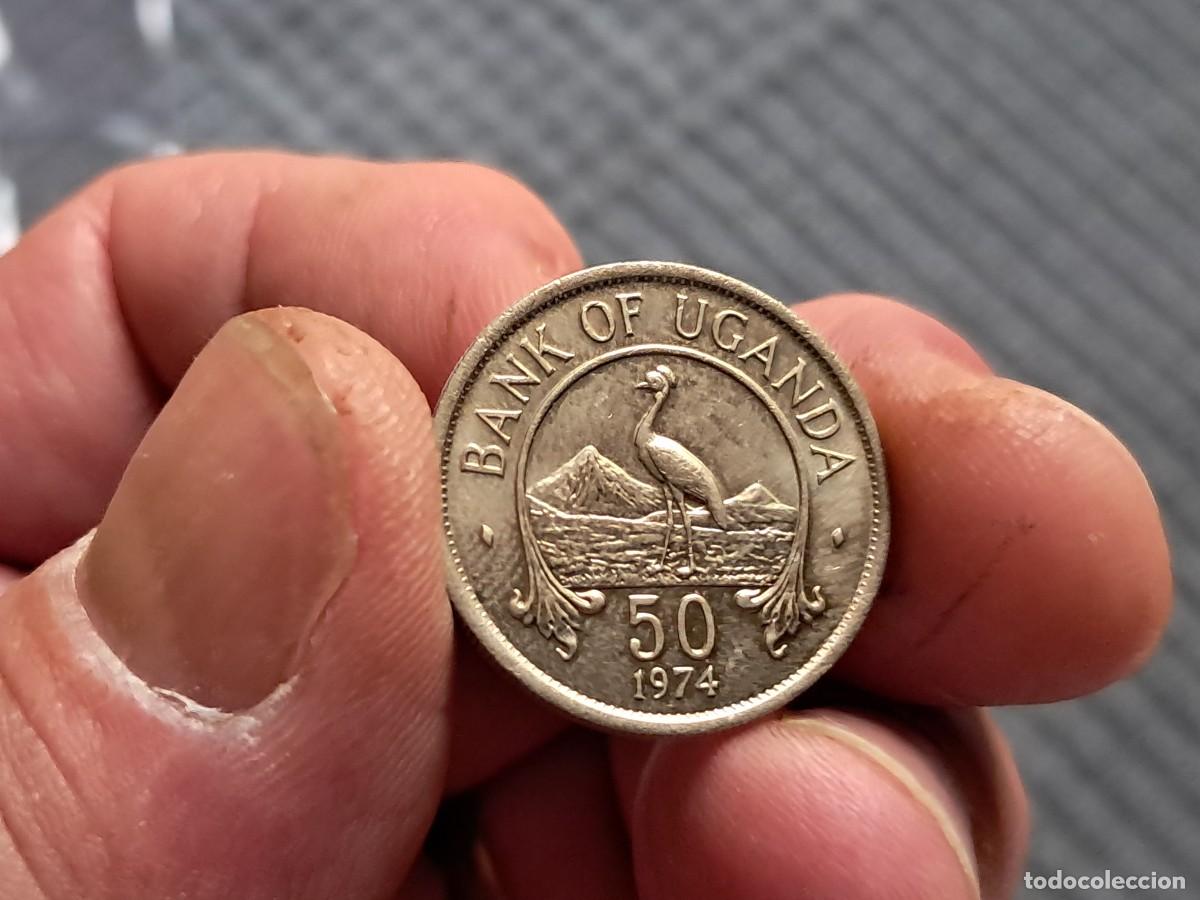 BANK OF UGANDA
50
1974
todocoleccion